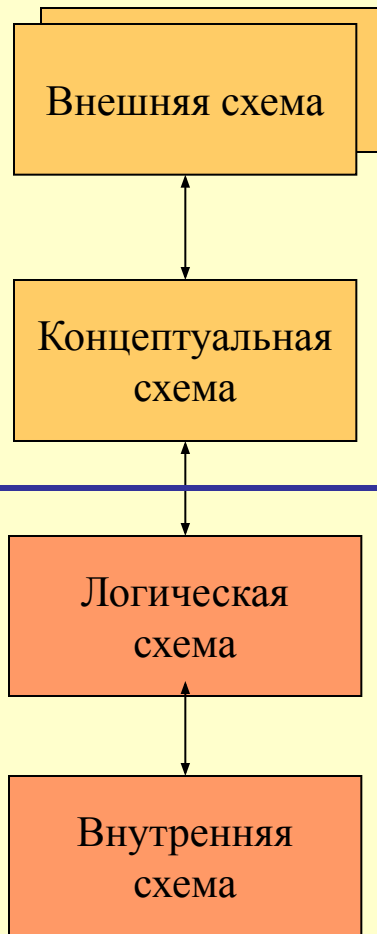 Внешняя схема
Концептуальная
схема
Логическая
схема
Внутренняя
схема